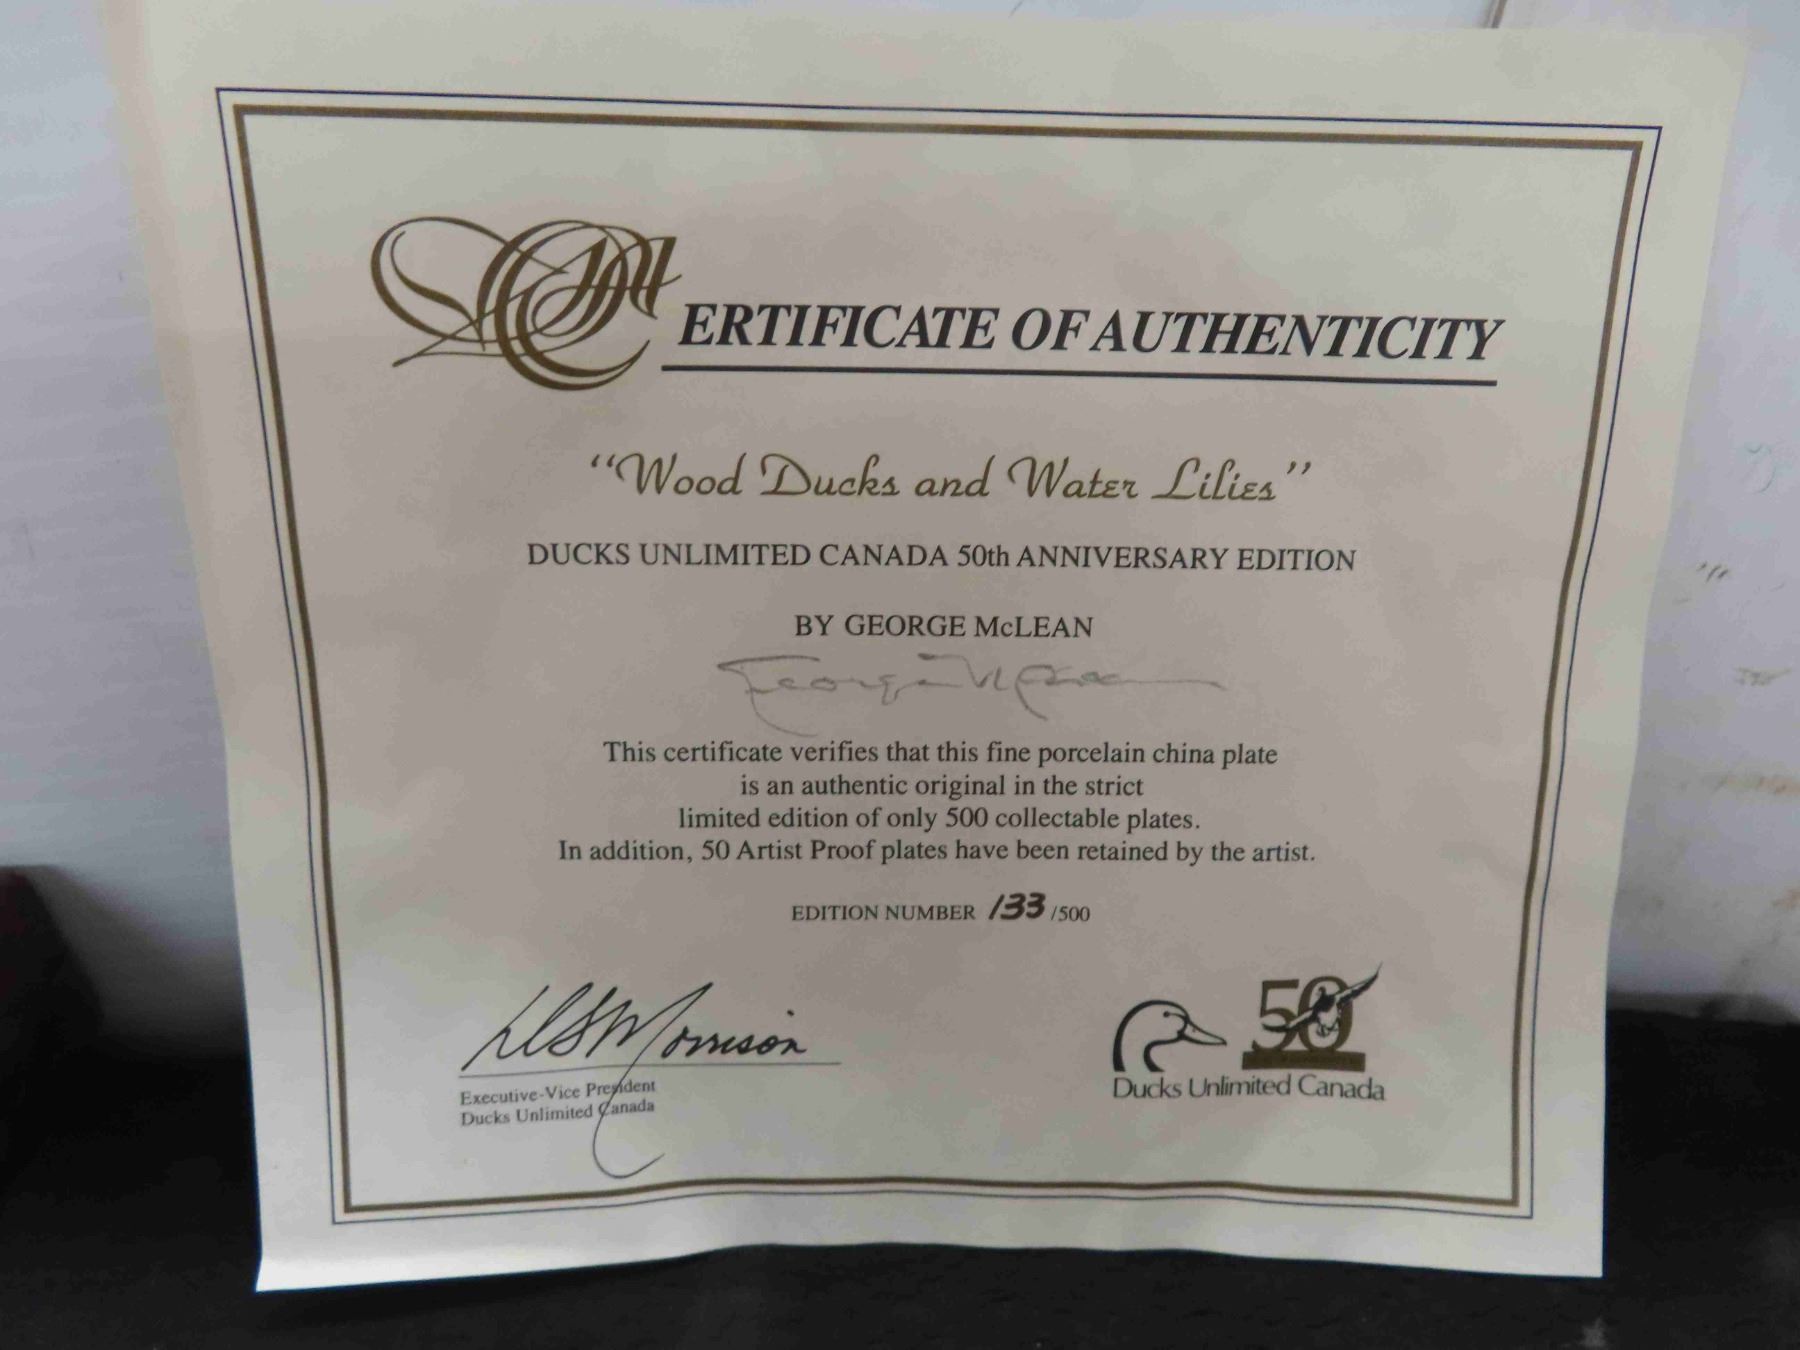 CERTIFICATE OF AUTHENTICITY
“Wood Ducks and Water Lilies”
DUCKS UNLIMITED CANADA 50th ANNIVERSARY EDITION
BY GEORGE McLEAN
George McLean
This certificate verifies that this fine porcelain china plate
is an authentic original in the strict
limited edition of only 500 collectable plates.
In addition, 50 Artist Proof plates have been retained by the artist.
EDITION NUMBER 133 /500
D S Morrison
Executive-Vice President
Ducks Unlimited Canada
50
Ducks Unlimited Canada